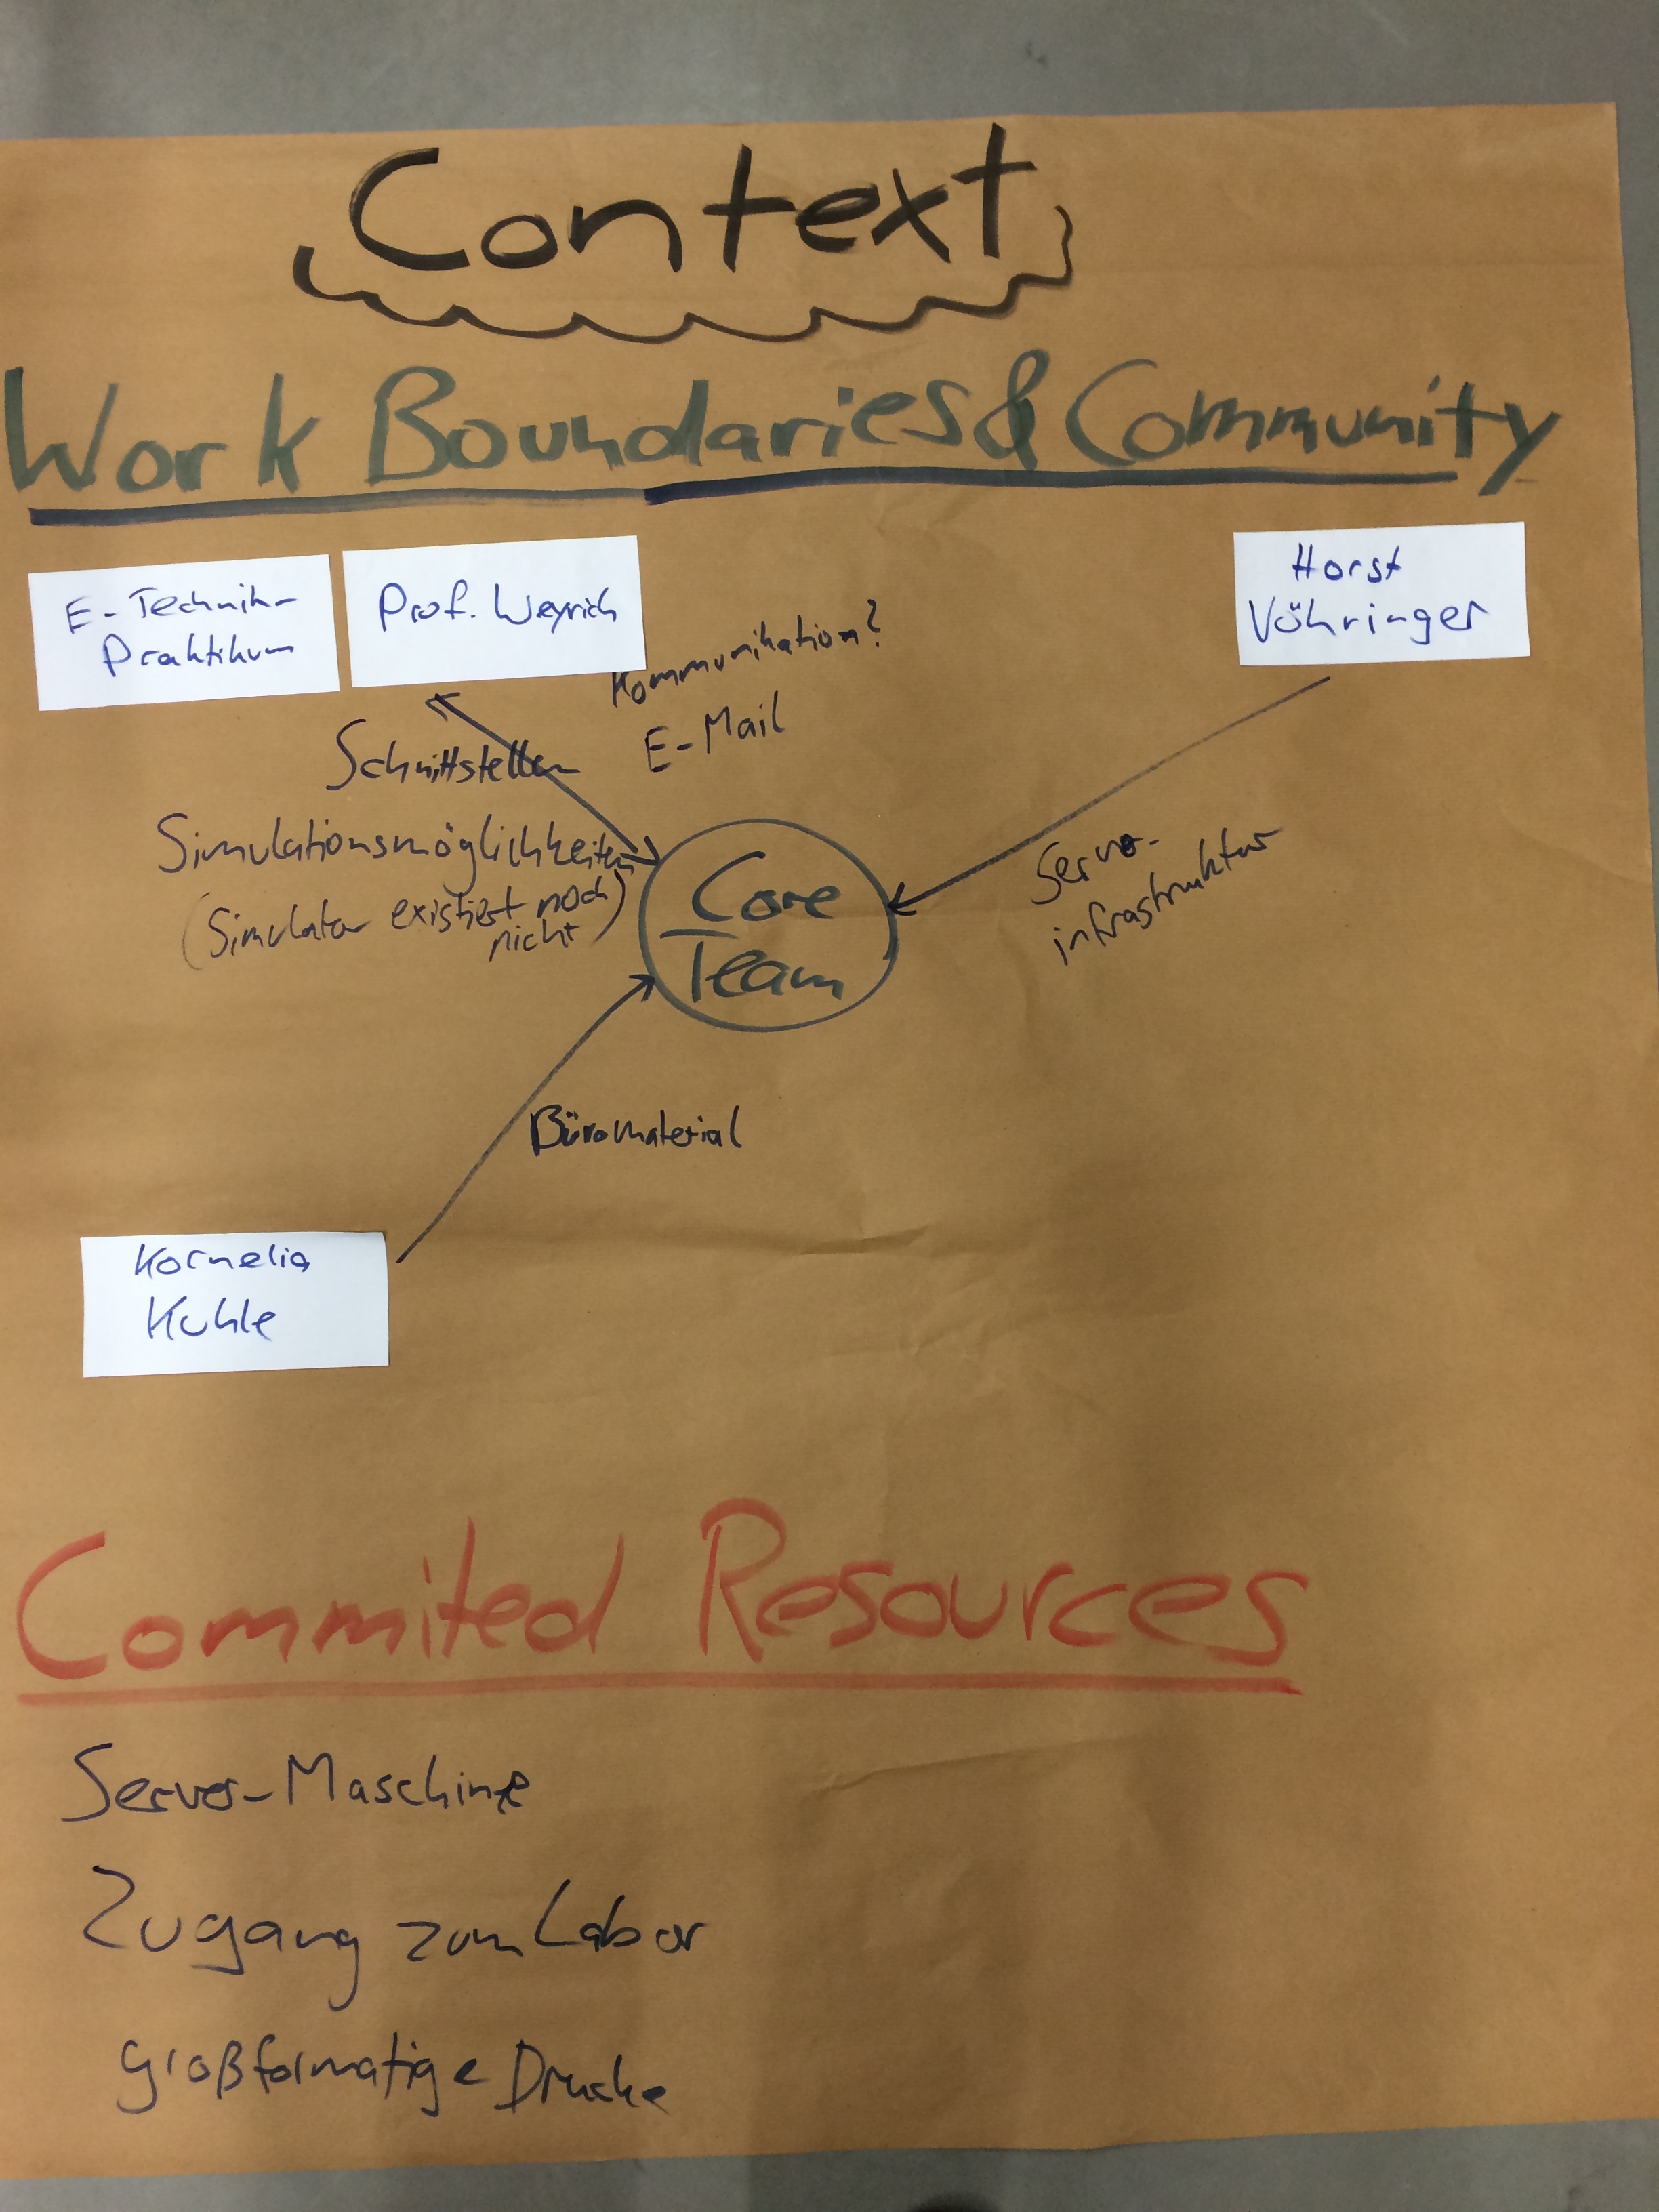 Context
Work Boundaries & Community
E-Technik-
Praktikum
Prof. Weyrich
Horst
Vöhringer
Kommunikation?
E-Mail
Schnittstellen
Simulationsmöglichkeiten
(Simulator existiert noch
nicht)
Core
Team
Server-
infrastruktur
Büromaterial
Kornelia
Kuhle
Commited Resources
Server-Maschine
Zugang zum Labor
großformatige Drucke